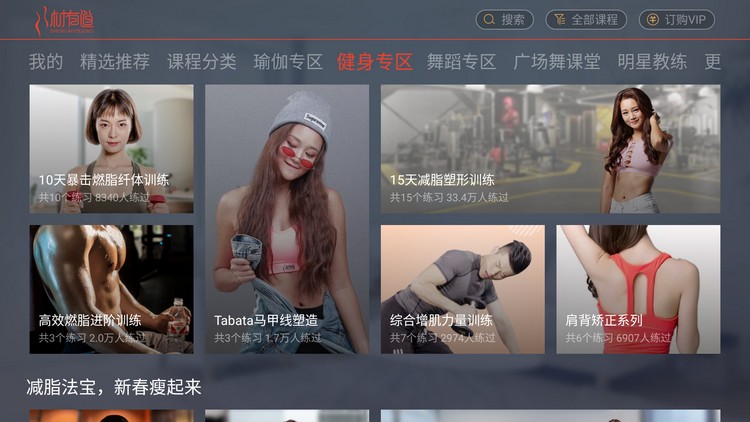 搜索
全部课程
订购VIP
我的 精选推荐 课程分类 瑜伽专区 健身专区 舞蹈专区 广场舞课堂 明星教练 更
10天暴击燃脂纤体训练
共10个练习 8340人练过
Supreme
15天减脂塑形训练
共15个练习 33.4万人练过
高效燃脂进阶训练
共3个练习 2.0万人练过
Tabata马甲线塑造
共3个练习 1.7万人练过
综合增肌力量训练
共7个练习 2974人练过
肩背矫正系列
共6个练习 6907人练过
减脂法宝，新春瘦起来